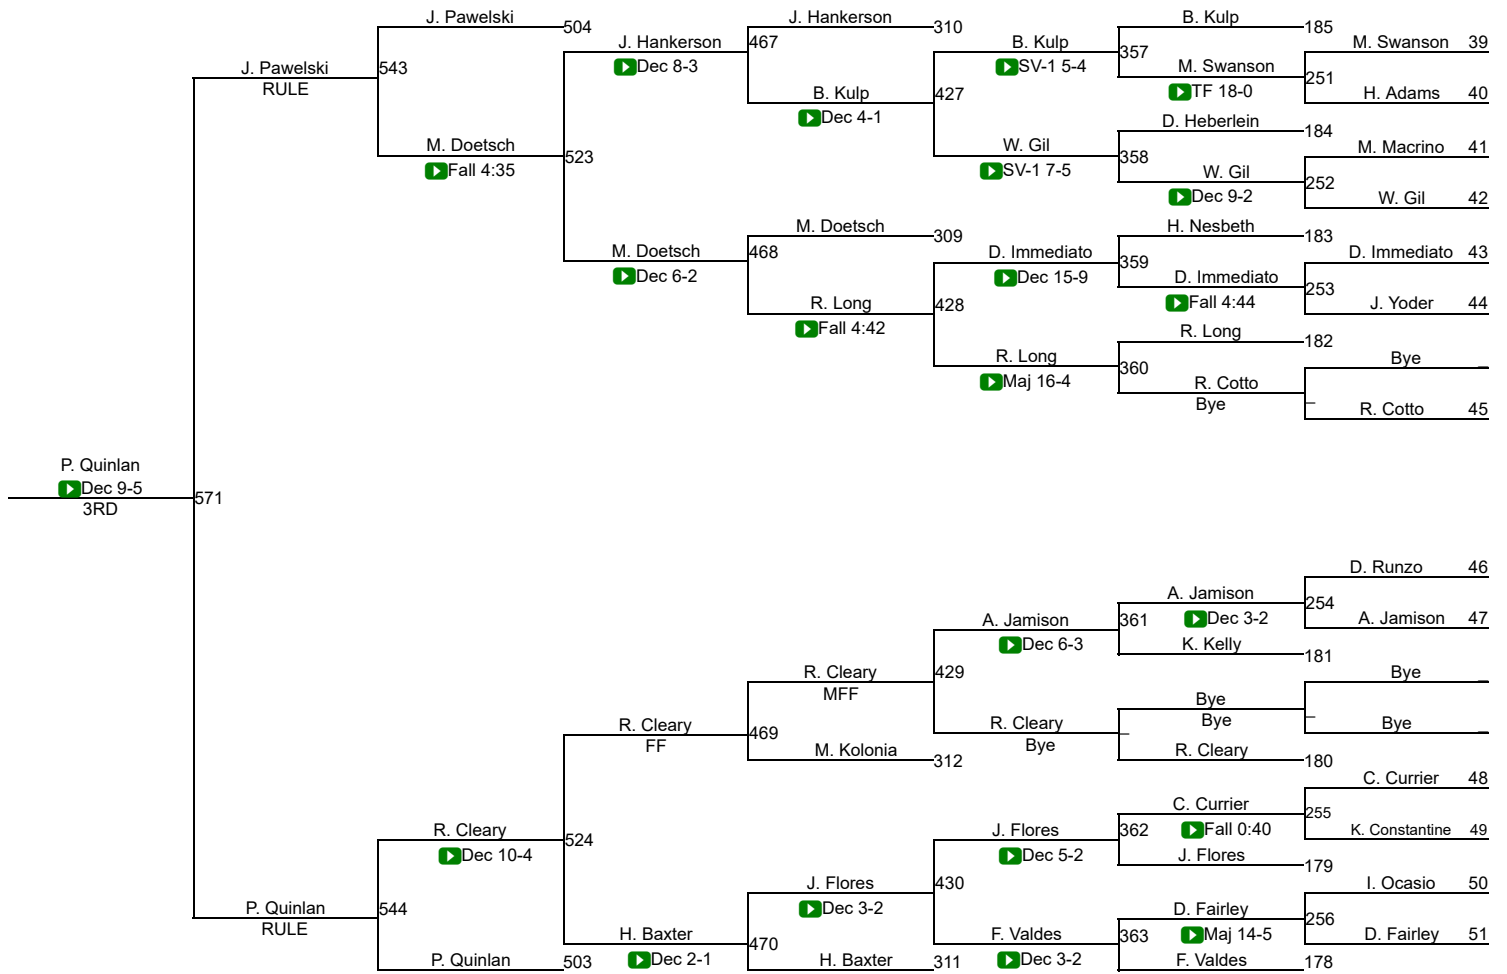 J. Pawelski
504
J. Hankerson
310
B. Kulp
185
M. Swanson 39
J. Hankerson
467
Dec 8-3
B. Kulp
357
SV-1 5-4
J. Pawelski
543
RULE
M. Swanson
251
TF 18-0
H. Adams 40
B. Kulp
427
Dec 4-1
D. Heberlein
184
M. Doetsch
523
Fall 4:35
W. Gil
358
SV-1 7-5
M. Macrino 41
W. Gil
252
Dec 9-2
W. Gil 42
M. Doetsch
309
H. Nesbeth
183
M. Doetsch
468
Dec 6-2
D. Immediato
359
Dec 15-9
D. Immediato 43
D. Immediato
253
Fall 4:44
J. Yoder 44
R. Long
428
Fall 4:42
R. Long
182
R. Long
360
Maj 16-4
Bye _
R. Cotto
_
Bye
R. Cotto 45
P. Quinlan
Dec 9-5
571
3RD
D. Runzo 46
A. Jamison
254
Dec 3-2
A. Jamison 47
A. Jamison
361
Dec 6-3
K. Kelly
181
R. Cleary
429
MFF
Bye _
Bye
_
Bye
Bye _
R. Cleary
469
FF
R. Cleary
_
Bye
M. Kolonia
312
R. Cleary
180
C. Currier 48
C. Currier
255
Fall 0:40
K. Constantine 49
R. Cleary
524
Dec 10-4
J. Flores
362
Dec 5-2
J. Flores
179
J. Flores
430
Dec 3-2
I. Ocasio 50
P. Quinlan
544
RULE
D. Fairley
256
Maj 14-5
D. Fairley 51
H. Baxter
470
Dec 2-1
F. Valdes
363
Dec 3-2
P. Quinlan
503
H. Baxter
311
F. Valdes
178